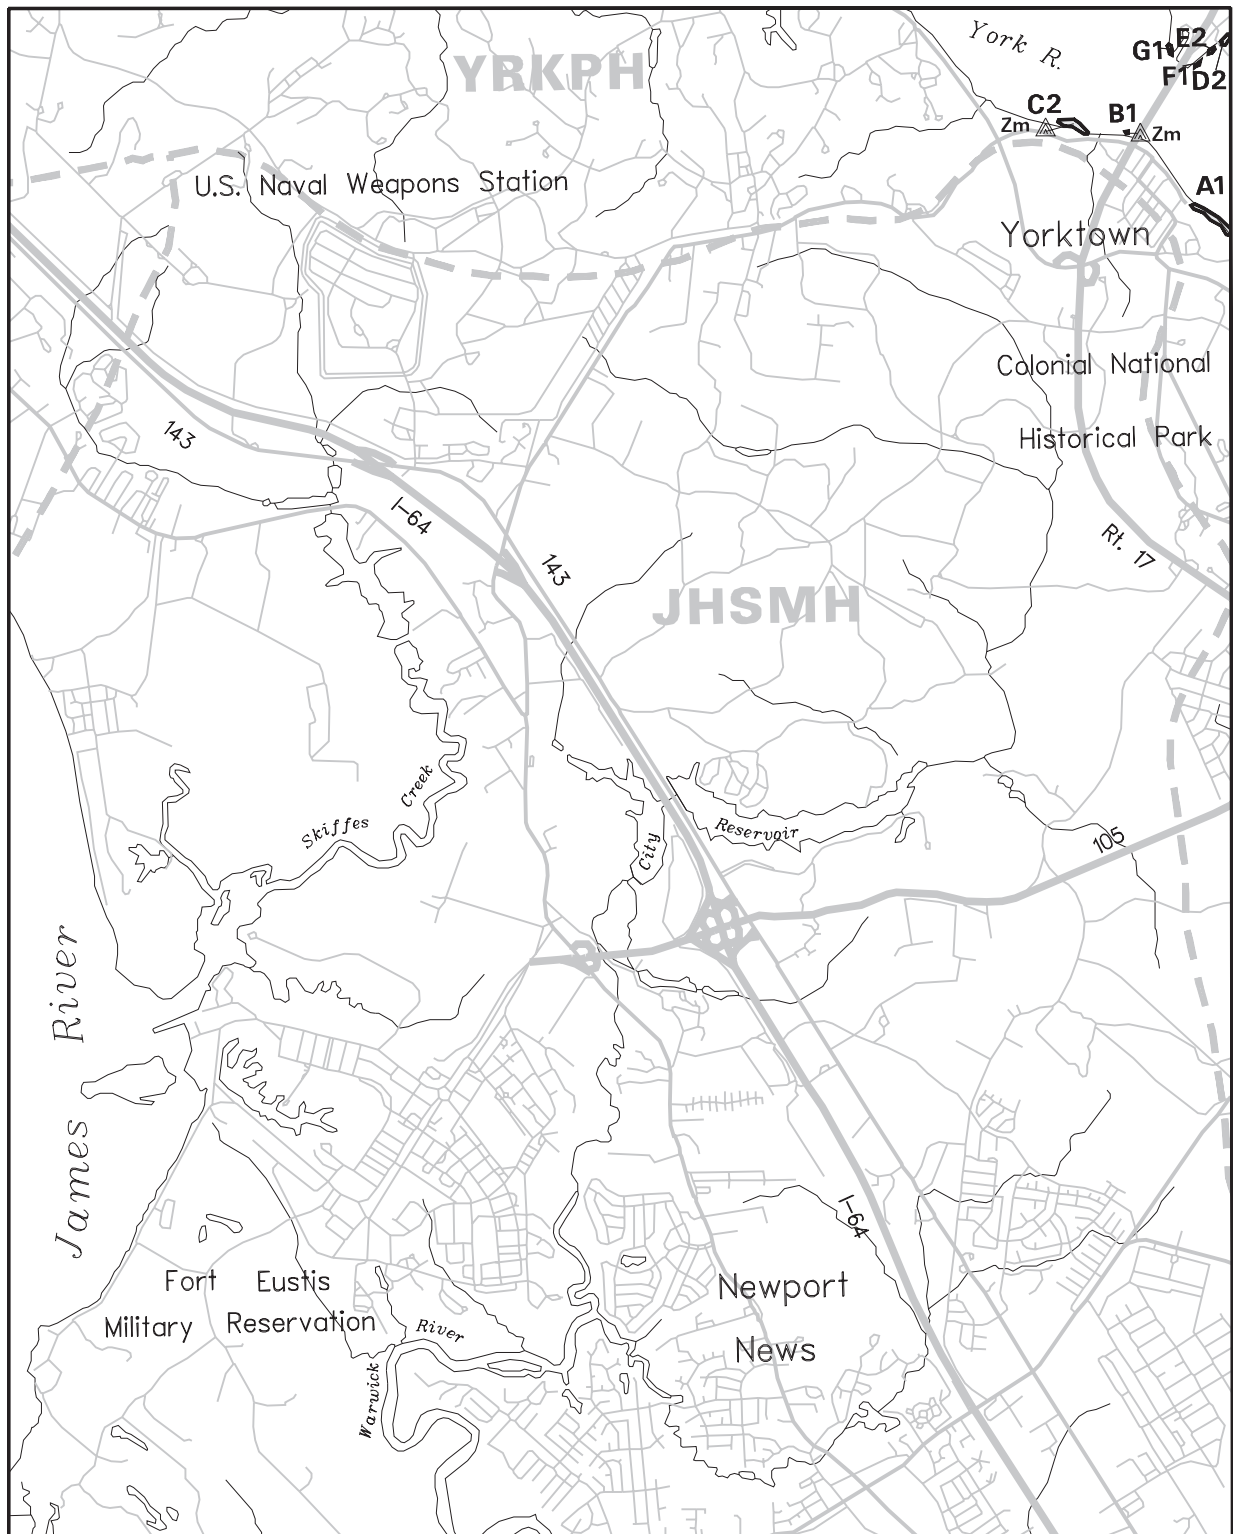 York R.
E2
G1
F1
D2
YRKPH
C2
B1
Zm
Zm
U.S. Naval Weapons Station
A1
Yorktown
Colonial National
Historical Park
143
I-64
143
Rt. 17
JHSMH
Creek
Skiffes
Reservoir
City
105
James River
I-64
Fort Eustis
Military Reservation
Newport
News
River
Warwick